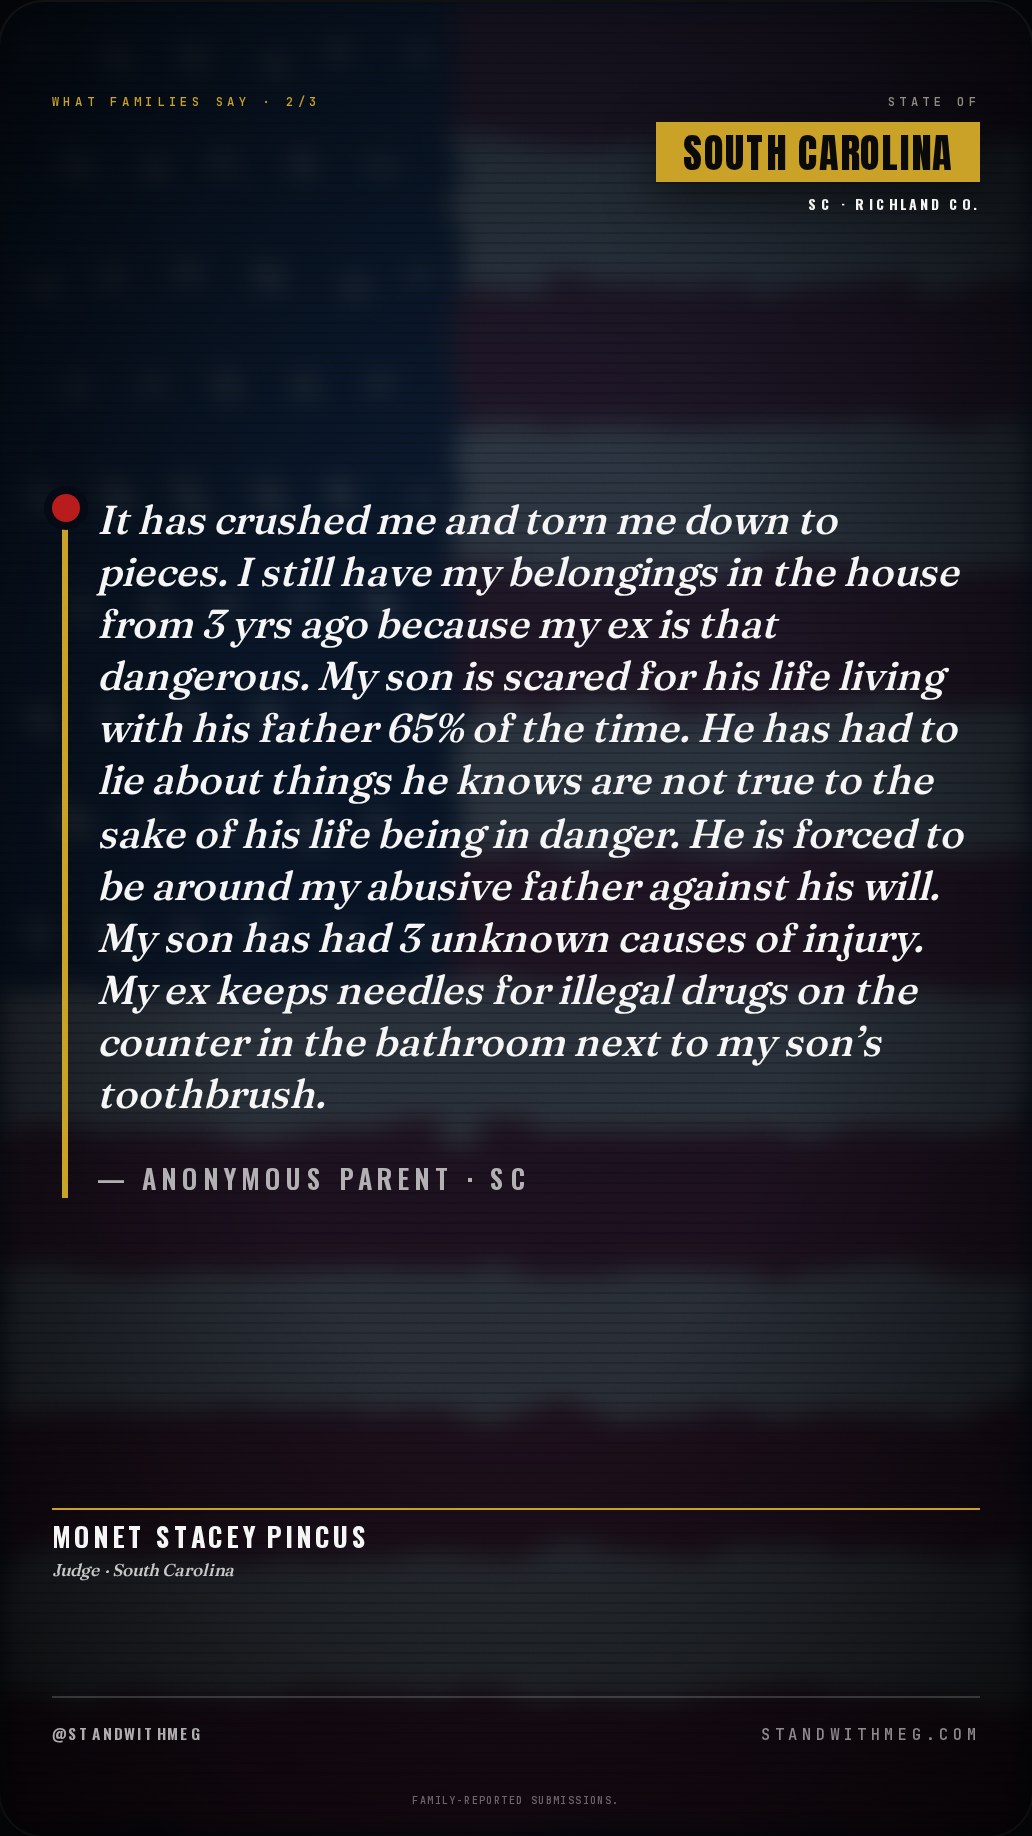 WHAT FAMILIES SAY · 2/3
STATE OF
SOUTH CAROLINA
SC · RICHLAND CO.
It has crushed me and torn me down to
pieces. I still have my belongings in the house
from 3 yrs ago because my ex is that
dangerous. My son is scared for his life living
with his father 65% of the time. He has had to
lie about things he knows are not true to the
sake of his life being in danger. He is forced to
be around my abusive father against his will.
My son has had 3 unknown causes of injury.
My ex keeps needles for illegal drugs on the
counter in the bathroom next to my son’s
toothbrush.
— ANONYMOUS PARENT · SC
MONET STACEY PINCUS
Judge · South Carolina
@STANDWITHMEG
STANDWITHMEG.COM
FAMILY-REPORTED SUBMISSIONS.